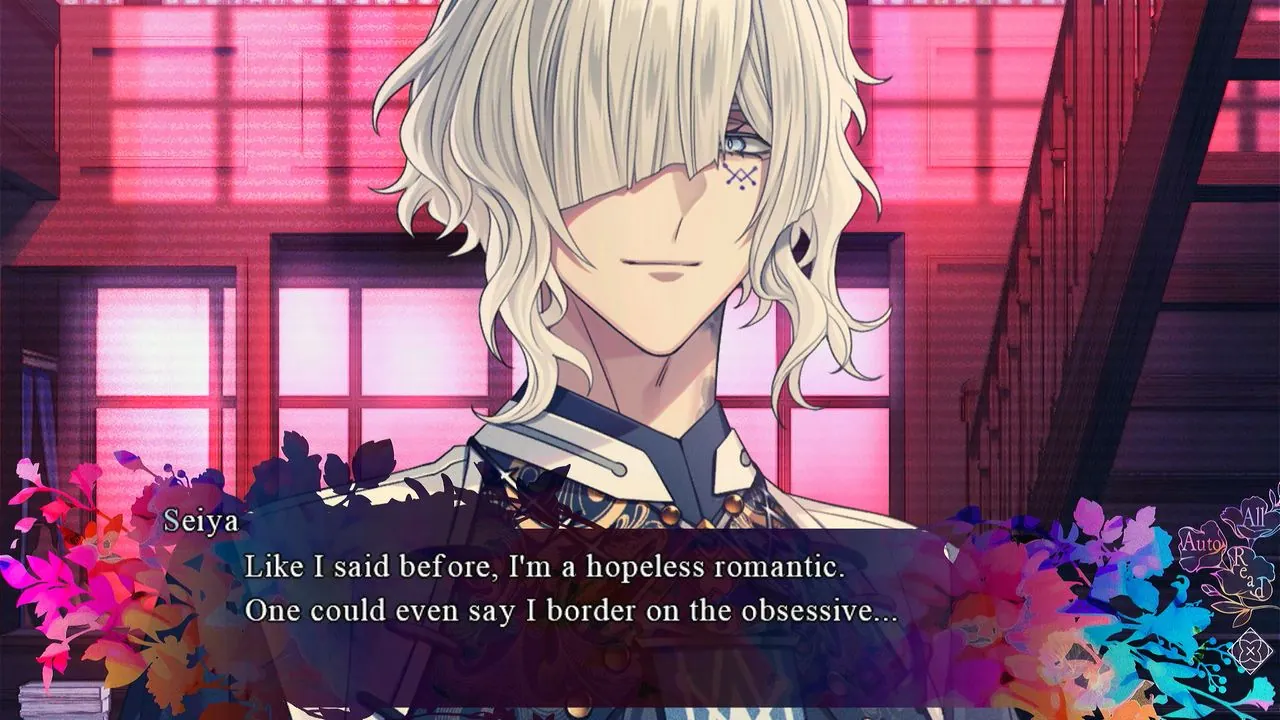 Seiya
Like I said before, I'm a hopeless romantic.
One could even say I border on the obsessive...
All
Auto
Read